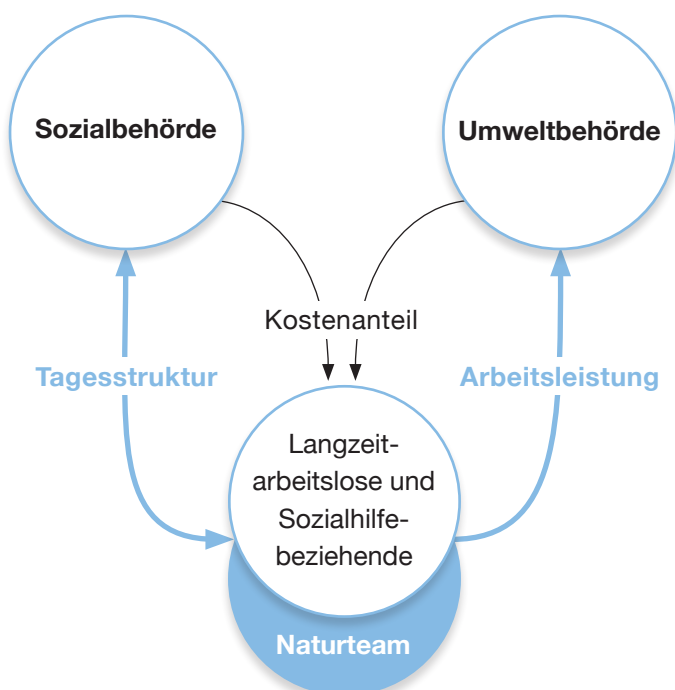 Sozialbehörde
Umweltbehörde
Kostenanteil
Tagesstruktur
Arbeitsleistung
Langzeit-
arbeitslose und
Sozialhilfe-
beziehende
Naturteam